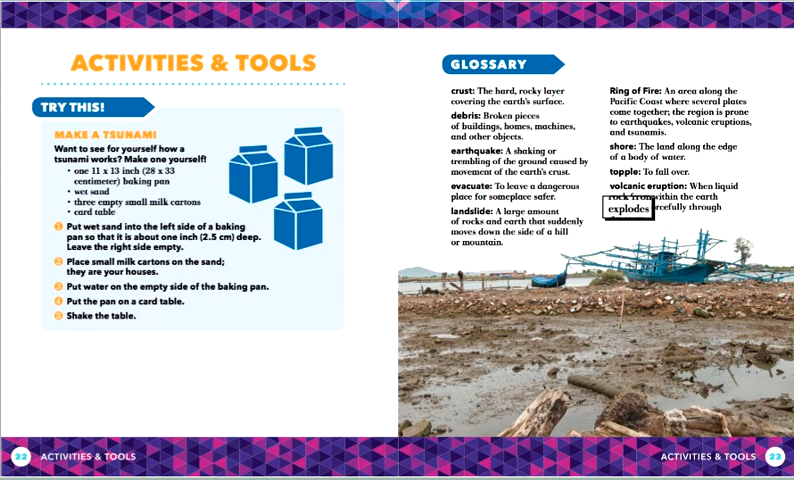 ACTIVITIES & TOOLS
TRY THIS!
MAKE A TSUNAMI
Want to see for yourself how a
tsunami works? Make one yourself!
• one 11 x 13 inch (28 x 33
centimeter) baking pan
• wet sand
• three empty small milk cartons
• card table
1 Put wet sand into the left side of a baking
pan so that it is about one inch (2.5 cm) deep.
Leave the right side empty.
2 Place small milk cartons on the sand;
they are your houses.
3 Put water on the empty side of the baking pan.
4 Put the pan on a card table.
5 Shake the table.
22 ACTIVITIES & TOOLS
GLOSSARY
crust: The hard, rocky layer
covering the earth's surface.
debris: Broken pieces
of buildings, homes, machines,
and other objects.
earthquake: A shaking or
trembling of the ground caused by
movement of the earth's crust.
evacuate: To leave a dangerous
place for someplace safer.
landslide: A large amount
of rocks and earth that suddenly
moves down the side of a hill
or mountain.
Ring of Fire: An area along the
Pacific Coast where several plates
come together; the region is prone
to earthquakes, volcanic eruptions,
and tsunamis.
shore: The land along the edge
of a body of water.
topple: To fall over.
volcanic eruption: When liquid
rock from within the earth
explodes rcefully through
ACTIVITIES & TOOLS 23